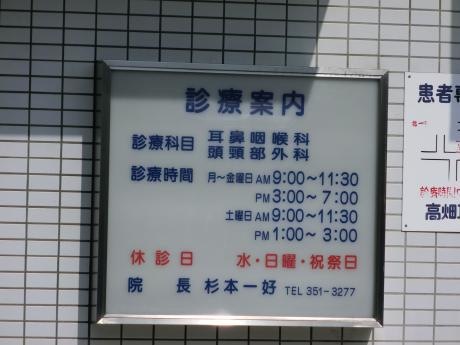 診療案内
診療科目 耳鼻咽喉科
頭頸部外科
診療時間 月〜金曜日 AM 9:00〜11:30
PM 3:00〜7:00
土曜日 AM 9:00〜11:30
PM 1:00〜3:00
休診日 水・日曜・祝祭日
院長 杉本一好 TEL 351-3277
患者専
高畑